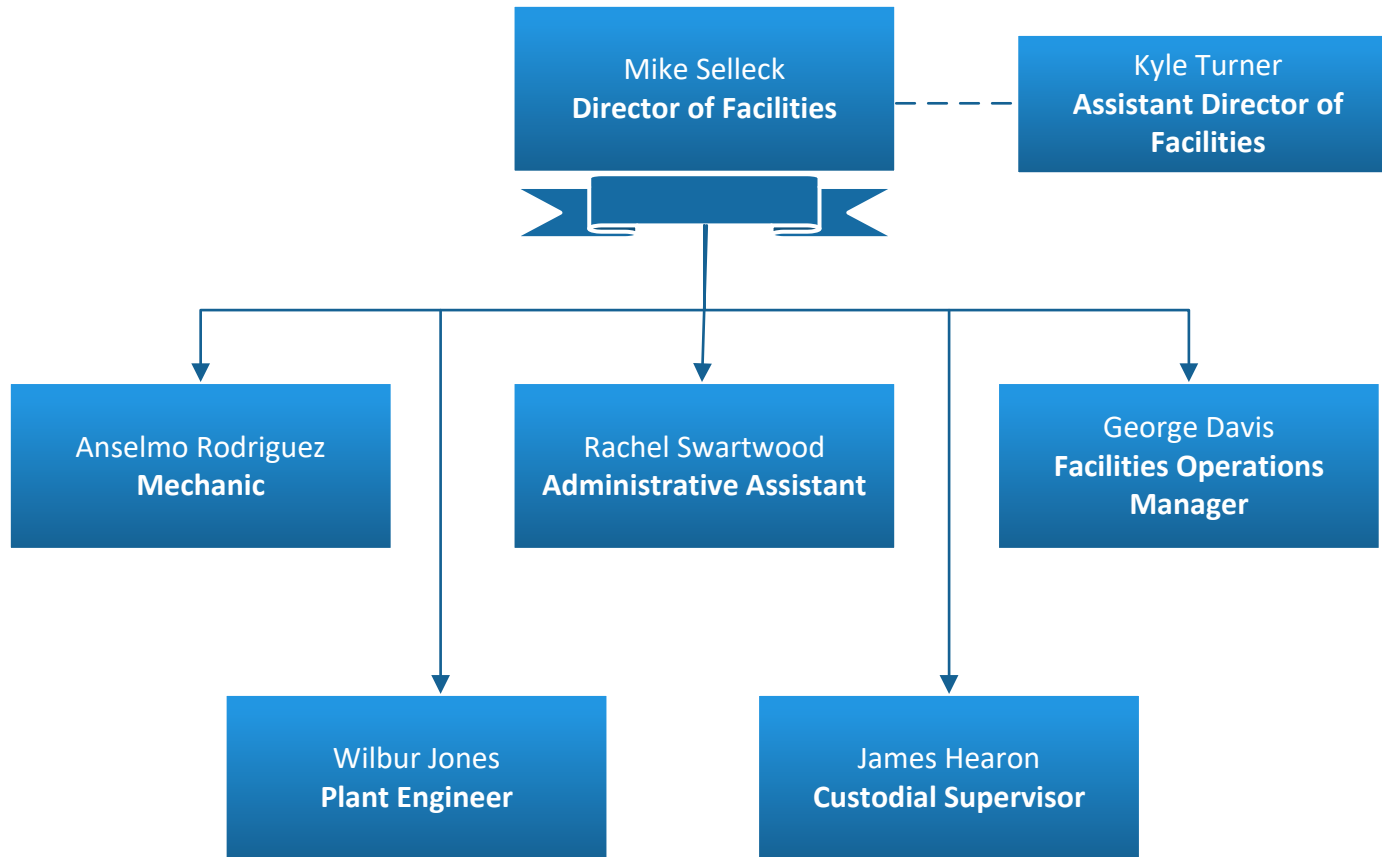 Mike Selleck
Director of Facilities
Kyle Turner
Assistant Director of
Facilities
Anselmo Rodriguez
Mechanic
Rachel Swartwood
Administrative Assistant
George Davis
Facilities Operations
Manager
Wilbur Jones
Plant Engineer
James Hearon
Custodial Supervisor